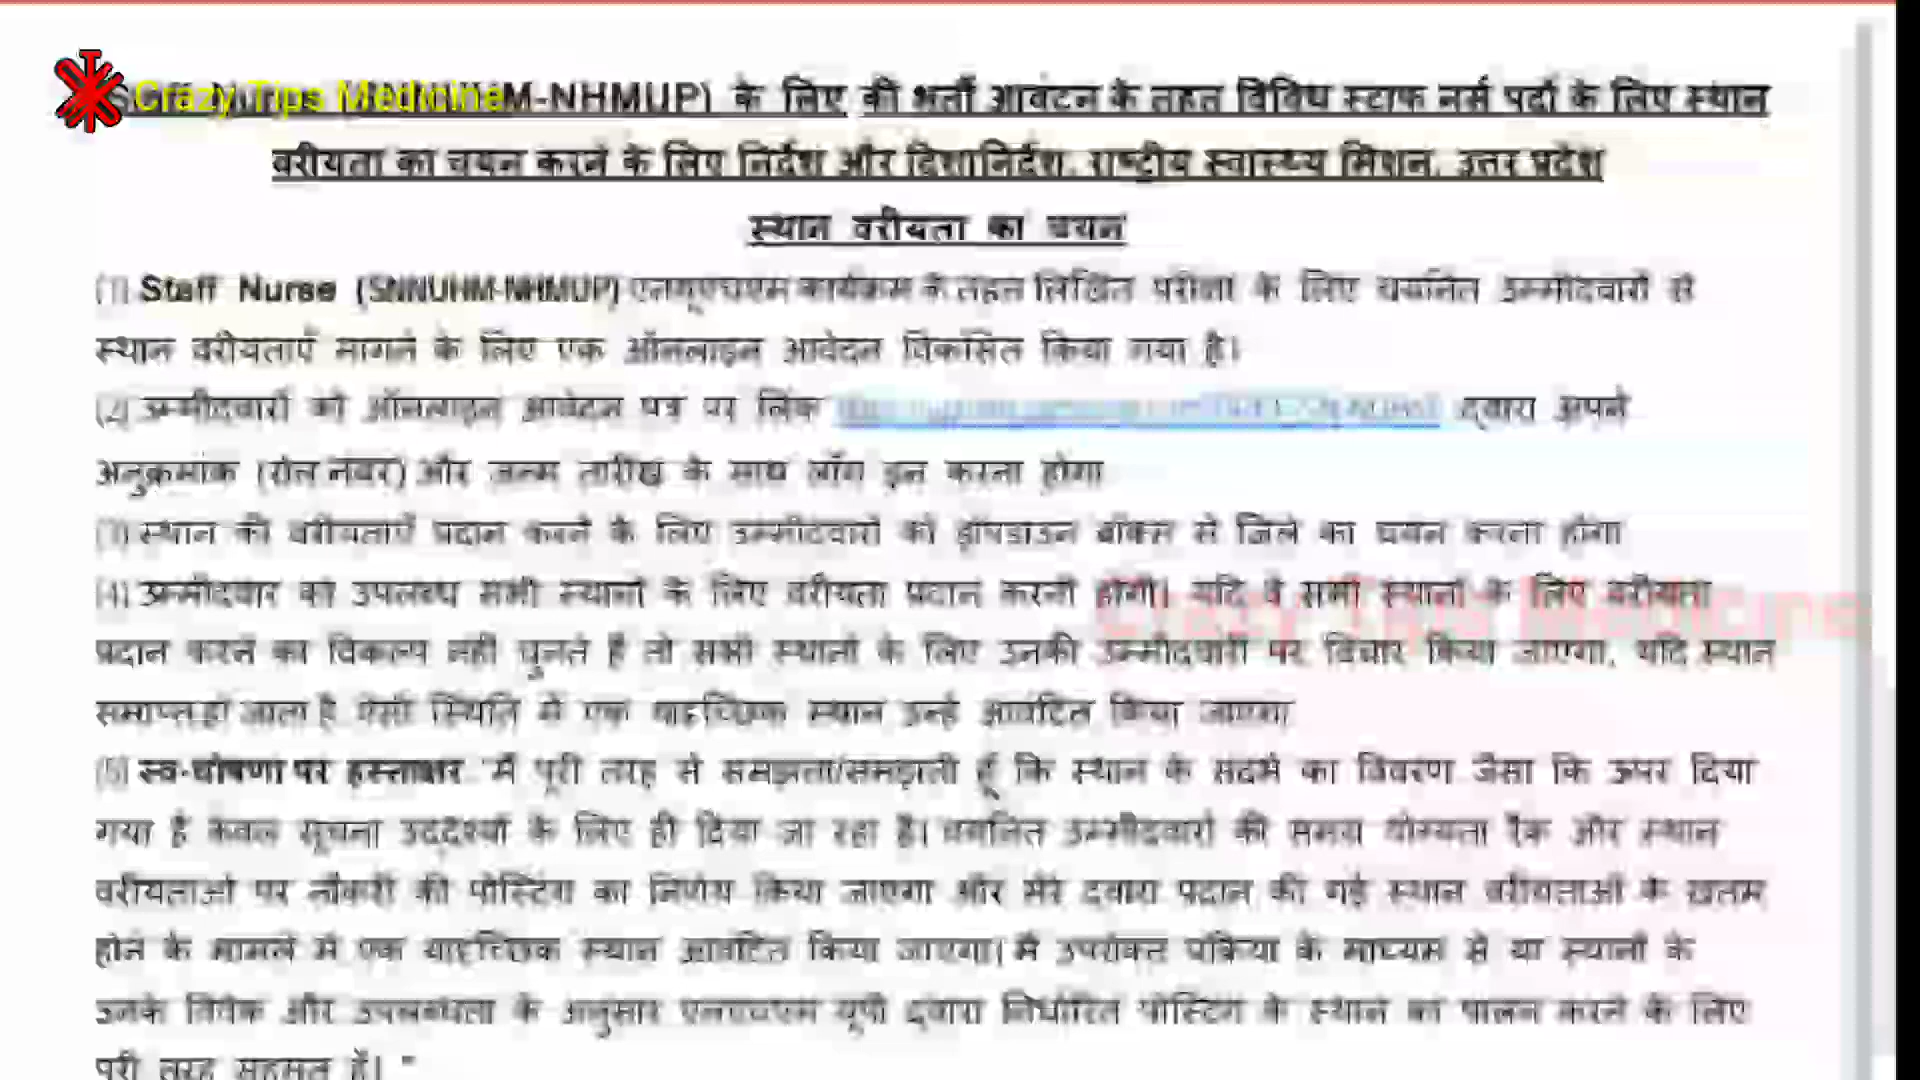 Crazy Tips Medicine M-NHMUP) के लिए की भर्ती आवंटन के तहत विविध स्टाफ नर्स पदों के लिए स्थान
वरीयता का चयन करने के लिए निर्देश और दिशानिर्देश, राष्ट्रीय स्वास्थ्य मिशन, उत्तर प्रदेश
स्थान वरीयता का चयन
(1) Staff Nurse (SNNUHM-NHMUP) एनयूएचएम कार्यक्रम के तहत लिखित परीक्षा के लिए चयनित उम्मीदवारों से
स्थान वरीयताएँ मांगने के लिए एक ऑनलाइन आवेदन विकसित किया गया है।
(2) उम्मीदवारों को ऑनलाइन आवेदन पत्र पर लिंक द्वारा अपने
अनुक्रमांक (रोल नंबर) और जन्म तारीख के साथ लॉग इन करना होगा
(3) स्थान की वरीयताएँ प्रदान करने के लिए उम्मीदवारों को ड्रॉपडाउन बॉक्स से जिले का चयन करना होगा
(4) उम्मीदवार को उपलब्ध सभी स्थानों के लिए वरीयता प्रदान करनी होगी। यदि वे सभी स्थानों के लिए वरीयता
Crazy Tips Medicine
प्रदान करने का विकल्प नहीं चुनते हैं तो सभी स्थानों के लिए उनकी उम्मीदवारी पर विचार किया जाएगा, यदि स्थान
समाप्त हो जाता है ऐसी स्थिति में एक यादृच्छिक स्थान उन्हें आवंटित किया जाएगा
(5) स्व-घोषणा पर हस्ताक्षर "मैं पूरी तरह से समझता/समझाती हूँ कि स्थान के संदर्भ का विवरण जैसा कि ऊपर दिया
गया है केवल सूचना उद्देश्यों के लिए ही दिया जा रहा है। चयनित उम्मीदवारों की समग्र योग्यता रैंक और स्थान
वरीयताओं पर नौकरी की पोस्टिंग का निर्णय किया जाएगा और मेरे द्वारा प्रदान की गई स्थान वरीयताओं के खतम
होने के मामले में एक यादृच्छिक स्थान आवंटित किया जाएगा। मैं उपरोक्त प्रक्रिया के माध्यम से या स्थानों के
उनके विवेक और उपलब्धता के अनुसार एनएचएम यूपी द्वारा निर्धारित पोस्टिंग के स्थान का पालन करने के लिए
पूरी तरह सहमत हूँ। "